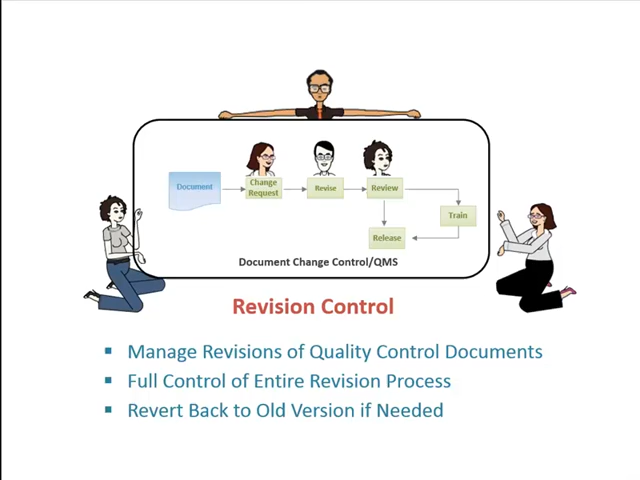 Document
Change
Request
Revise
Review
Train
Release
Document Change Control/QMS
Revision Control
▪ Manage Revisions of Quality Control Documents
▪ Full Control of Entire Revision Process
▪ Revert Back to Old Version if Needed